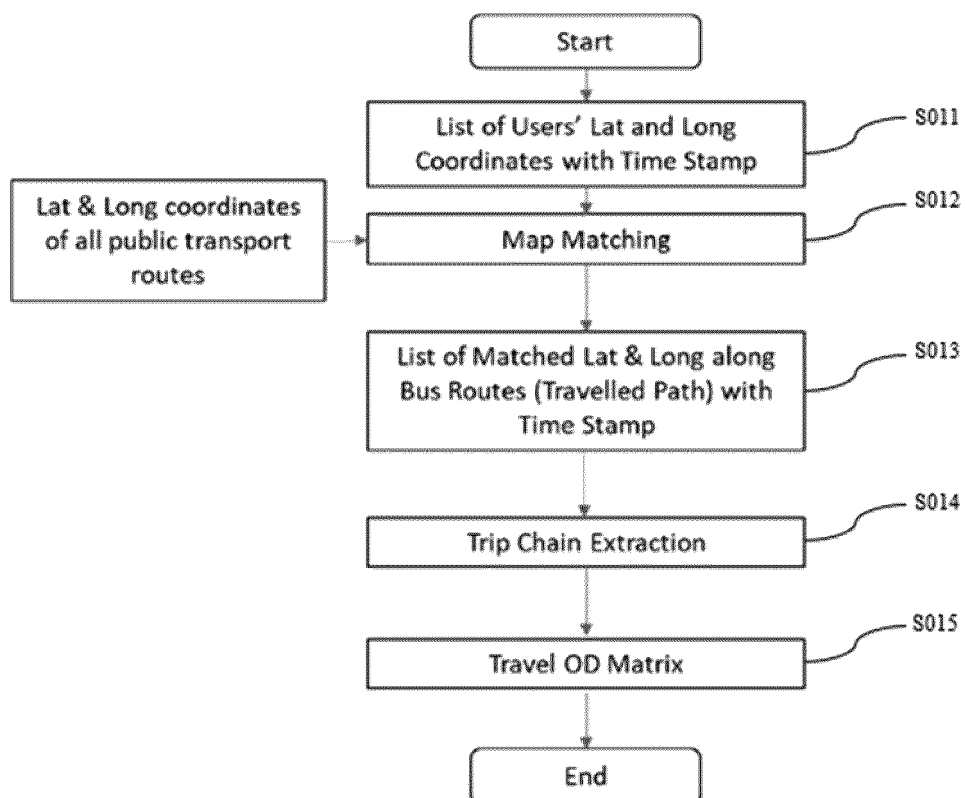 Start
List of Users' Lat and Long
Coordinates with Time Stamp
S011
Lat & Long coordinates
of all public transport
routes
Map Matching
S012
List of Matched Lat & Long along
Bus Routes (Travelled Path) with
Time Stamp
S013
Trip Chain Extraction
S014
Travel OD Matrix
S015
End